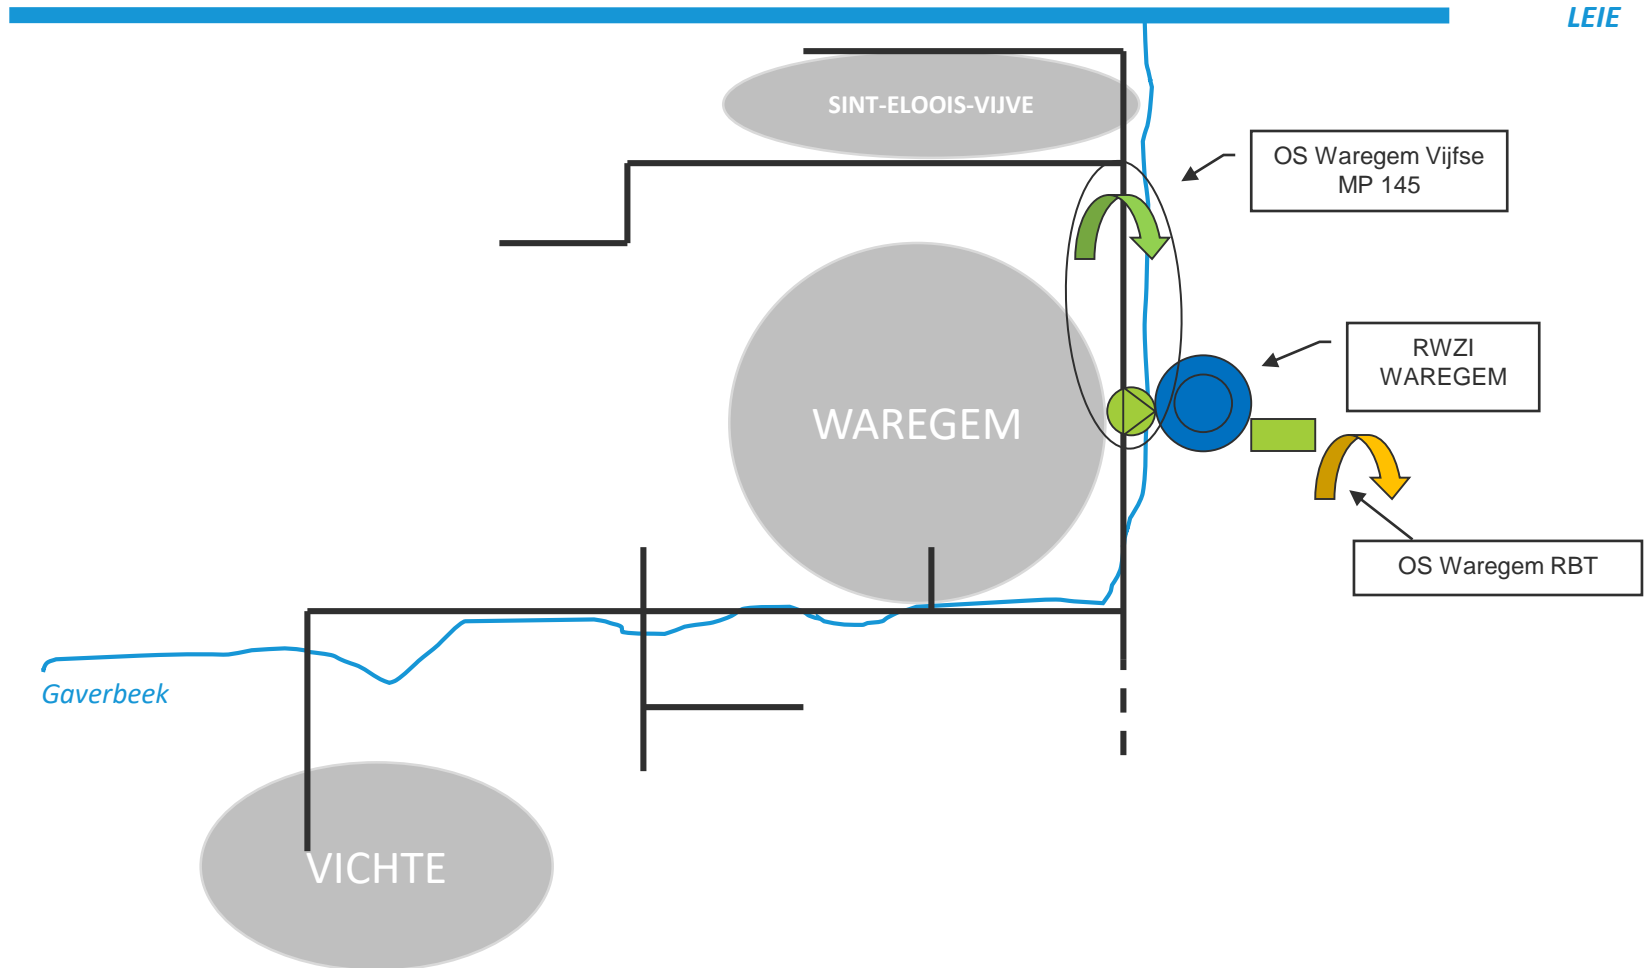 LEIE
SINT-ELOOIS-VIJVE
OS Waregem Vijfse
MP 145
RWZI
WAREGEM
WAREGEM
OS Waregem RBT
Gaverbeek
VICHTE